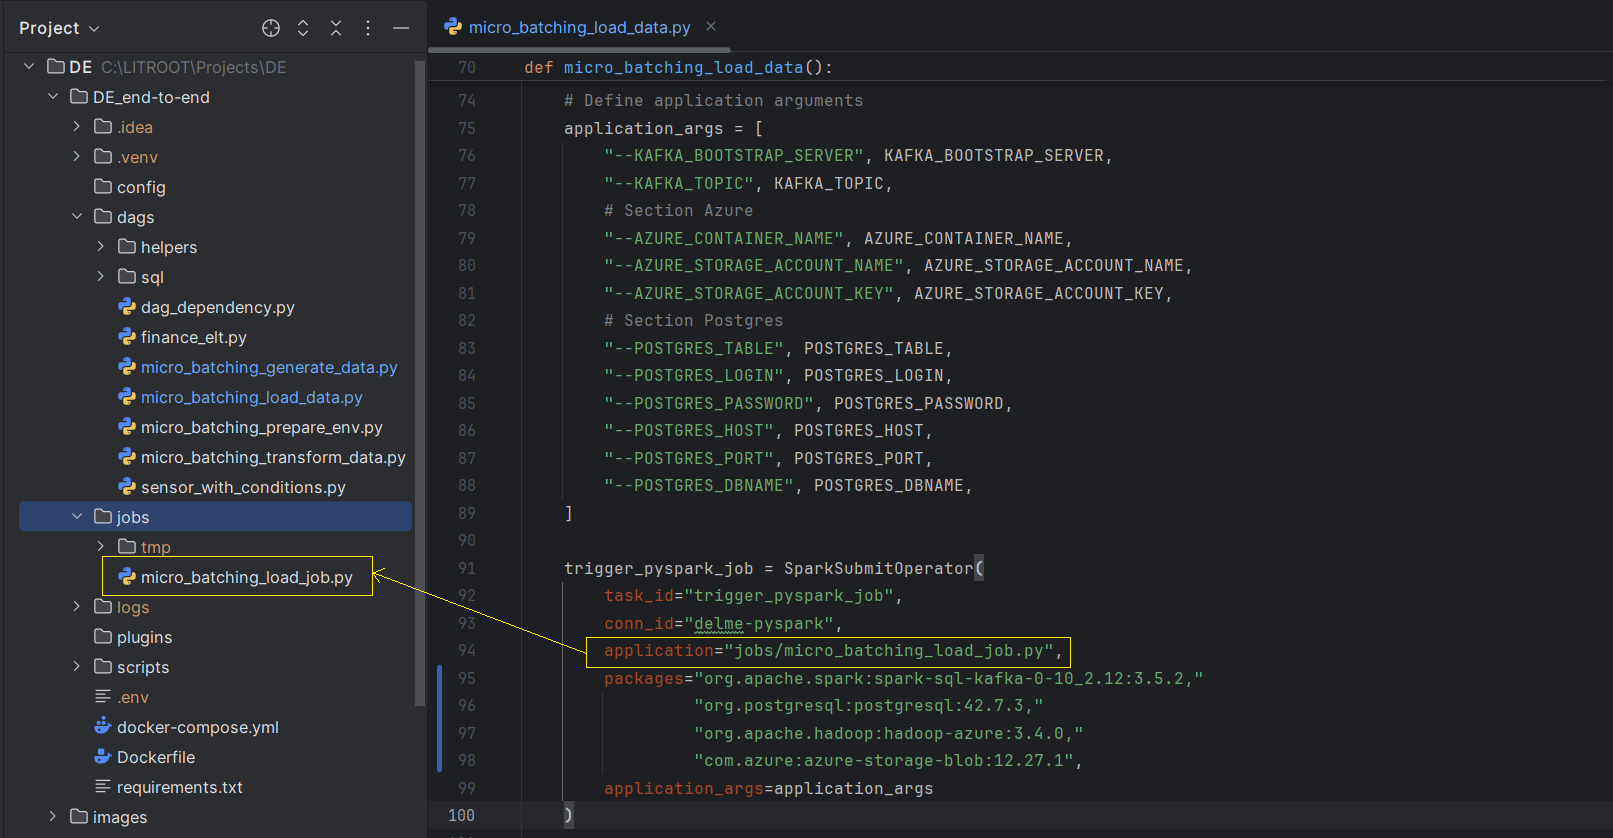 Project
DE C:\LITROOT\Projects\DE
DE_end-to-end
.idea
.venv
config
dags
helpers
sql
dag_dependency.py
finance_elt.py
micro_batching_generate_data.py
micro_batching_load_data.py
micro_batching_prepare_env.py
micro_batching_transform_data.py
sensor_with_conditions.py
jobs
tmp
micro_batching_load_job.py
logs
plugins
scripts
.env
docker-compose.yml
Dockerfile
requirements.txt
images
micro_batching_load_data.py
70 def micro_batching_load_data():
74 # Define application arguments
75 application_args = [
76 "--KAFKA_BOOTSTRAP_SERVER", KAFKA_BOOTSTRAP_SERVER,
77 "--KAFKA_TOPIC", KAFKA_TOPIC,
78 # Section Azure
79 "--AZURE_CONTAINER_NAME", AZURE_CONTAINER_NAME,
80 "--AZURE_STORAGE_ACCOUNT_NAME", AZURE_STORAGE_ACCOUNT_NAME,
81 "--AZURE_STORAGE_ACCOUNT_KEY", AZURE_STORAGE_ACCOUNT_KEY,
82 # Section Postgres
83 "--POSTGRES_TABLE", POSTGRES_TABLE,
84 "--POSTGRES_LOGIN", POSTGRES_LOGIN,
85 "--POSTGRES_PASSWORD", POSTGRES_PASSWORD,
86 "--POSTGRES_HOST", POSTGRES_HOST,
87 "--POSTGRES_PORT", POSTGRES_PORT,
88 "--POSTGRES_DBNAME", POSTGRES_DBNAME,
89 ]
90
91 trigger_pyspark_job = SparkSubmitOperator(
92 task_id="trigger_pyspark_job",
93 conn_id="delme-pyspark",
94 application="jobs/micro_batching_load_job.py",
95 packages="org.apache.spark:spark-sql-kafka-0-10_2.12:3.5.2,"
96 "org.postgresql:postgresql:42.7.3,"
97 "org.apache.hadoop:hadoop-azure:3.4.0,"
98 "com.azure:azure-storage-blob:12.27.1",
99 application_args=application_args
100 )